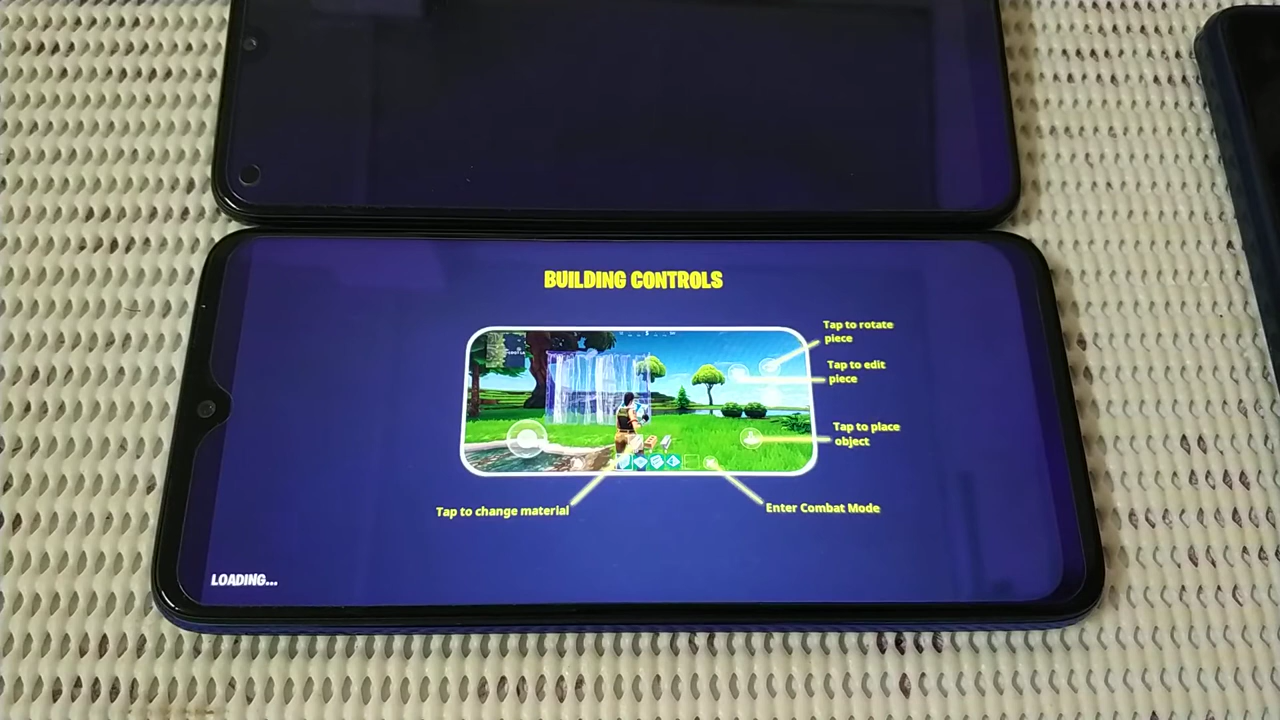 BUILDING CONTROLS
Tap to rotate
piece
Tap to edit
piece
Tap to place
object
Tap to change material
Enter Combat Mode
LOADING...